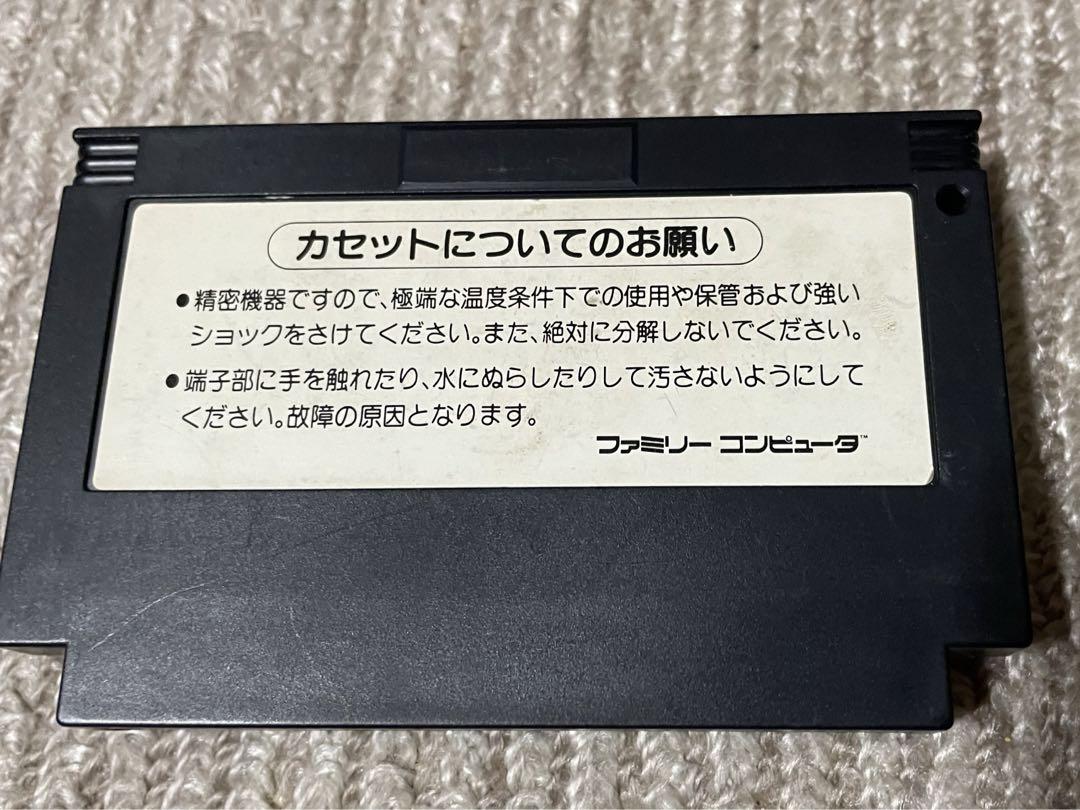 カセットについてのお願い
●精密機器ですので、極端な温度条件下での使用や保管および強い
ショックをさけてください。また、絶対に分解しないでください。
●端子部に手を触れたり、水にぬらしたりして汚さないようにして
ください。故障の原因となります。
ファミリー コンピュータ™